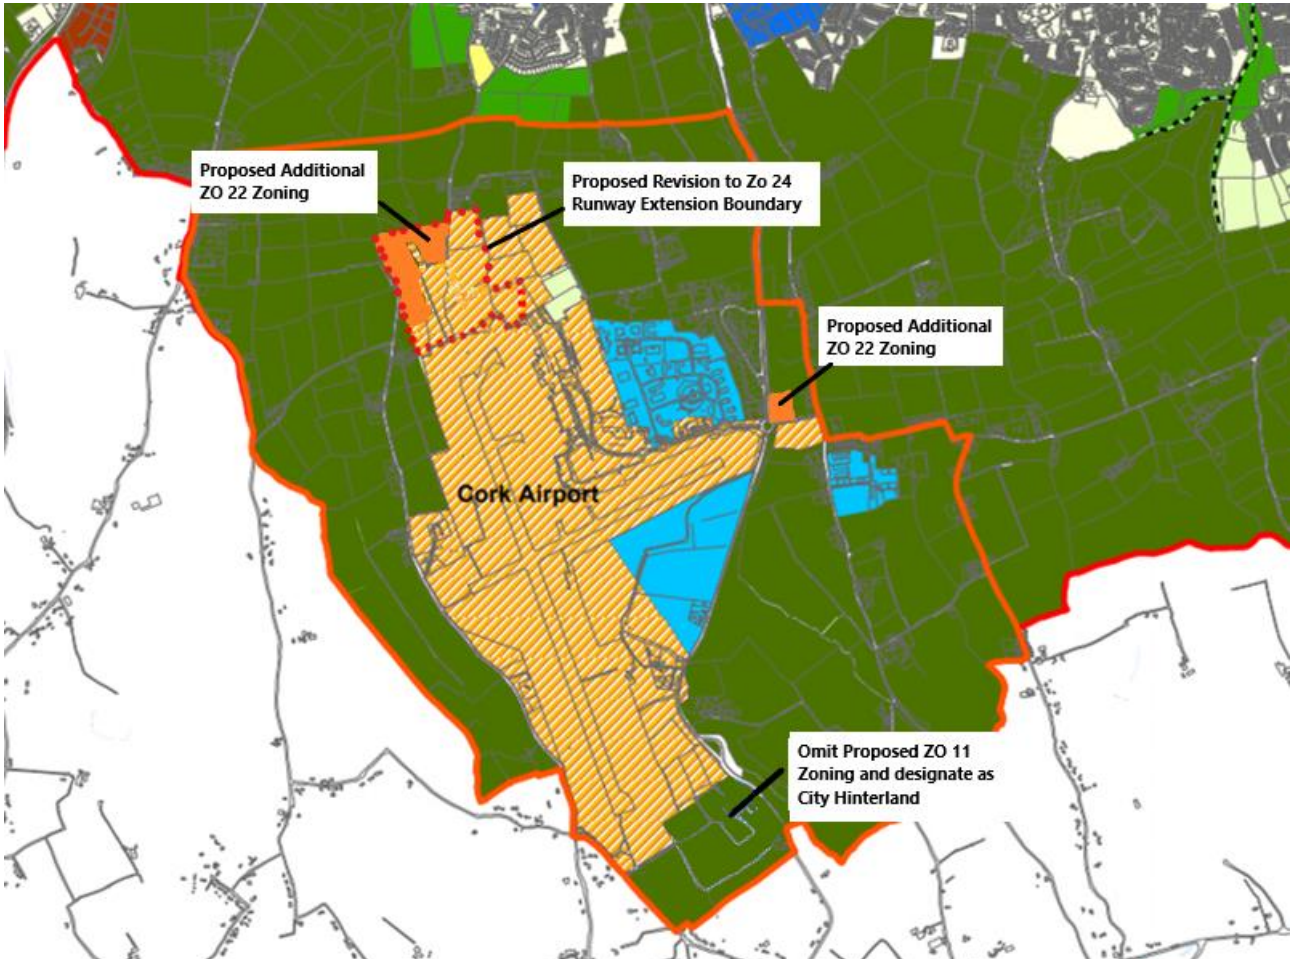 Proposed Additional
ZO 22 Zoning
Proposed Revision to Zo 24
Runway Extension Boundary
Proposed Additional
ZO 22 Zoning
Cork Airport
Omit Proposed ZO 11
Zoning and designate as
City Hinterland